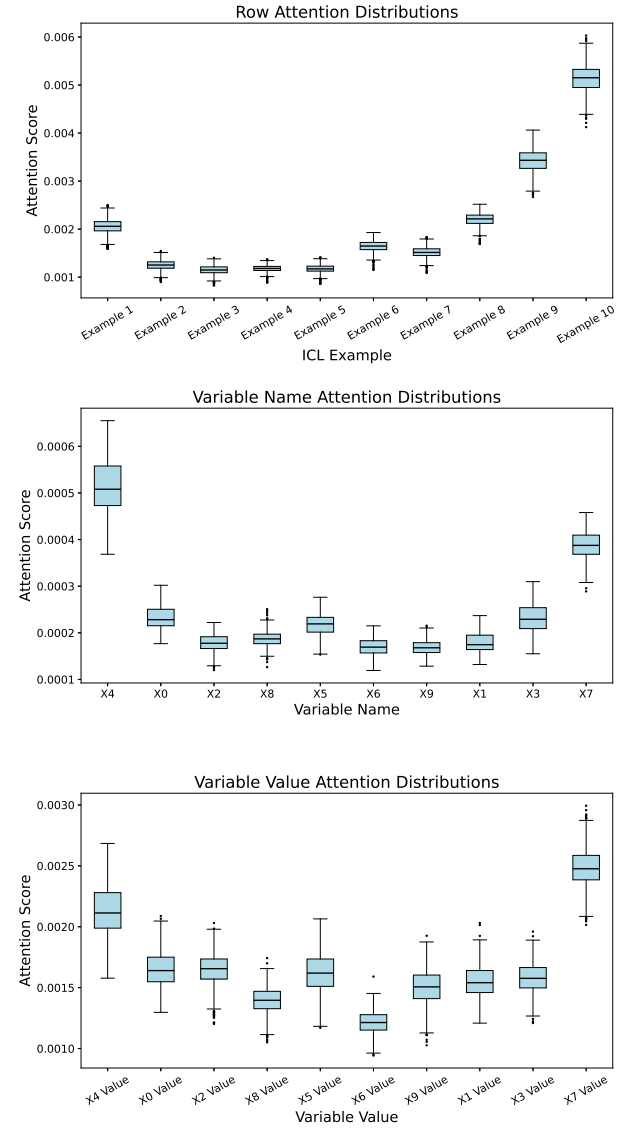 Row Attention Distributions
0.006
0.005
0.004
0.003
0.002
0.001
Attention Score
Example 1 Example 2 Example 3 Example 4 Example 5 Example 6 Example 7 Example 8 Example 9 Example 10
ICL Example
Variable Name Attention Distributions
0.0006
0.0005
0.0004
0.0003
0.0002
0.0001
Attention Score
X4 X0 X2 X8 X5 X6 X9 X1 X3 X7
Variable Name
Variable Value Attention Distributions
0.0030
0.0025
0.0020
0.0015
0.0010
Attention Score
X4 Value X0 Value X2 Value X8 Value X5 Value X6 Value X9 Value X1 Value X3 Value X7 Value
Variable Value